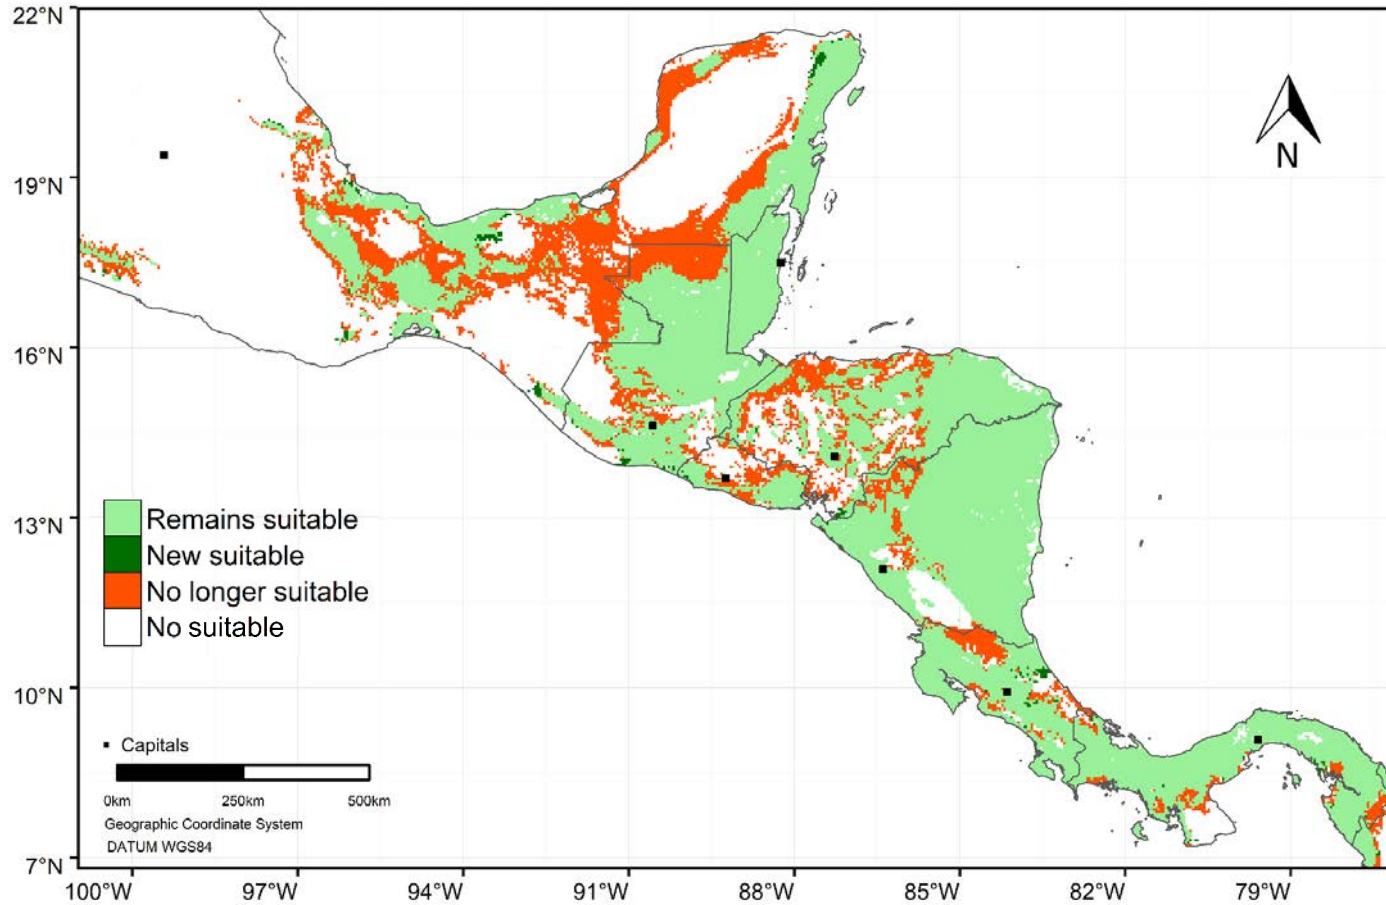 22°N
19°N
16°N
13°N
10°N
7°N
N
Remains suitable
New suitable
No longer suitable
No suitable
Capitals
0km 250km 500km
Geographic Coordinate System
DATUM WGS84
100°W 97°W 94°W 91°W 88°W 85°W 82°W 79°W